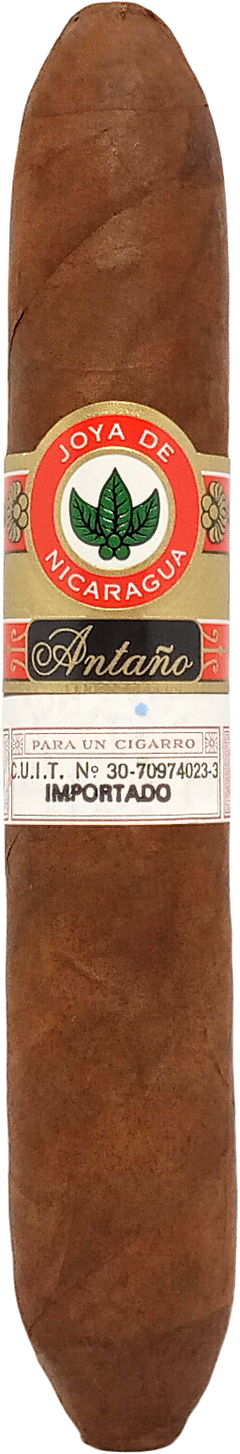 JOYA DE
NICARAGUA
Antaño
PARA UN CIGARRO
C.U.I.T. Nº 30-70974023-3
IMPORTADO